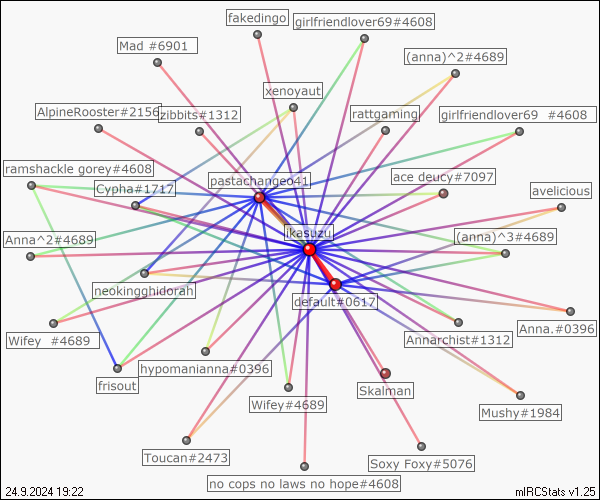 fakedingo
girlfriendlover69#4608
Mad #6901
(anna)^2#4689
xenoyaut
AlpineRooster#2156
zibbits#1312
rattgaming
girlfriendlover69  #4608
ramshackle gorey#4608
Cypha#1717
pastachangeo41
ace deucy#7097
avelicious
Anna^2#4689
ikasuzu
(anna)^3#4689
neokingghidorah
default#0617
Wifey  #4689
Annarchist#1312
Anna.#0396
hypomanianna#0396
frisout
Wifey#4689
Skalman
Mushy#1984
Toucan#2473
Soxy Foxy#5076
no cops no laws no hope#4608
24.9.2024 19:22
mIRCStats v1.25